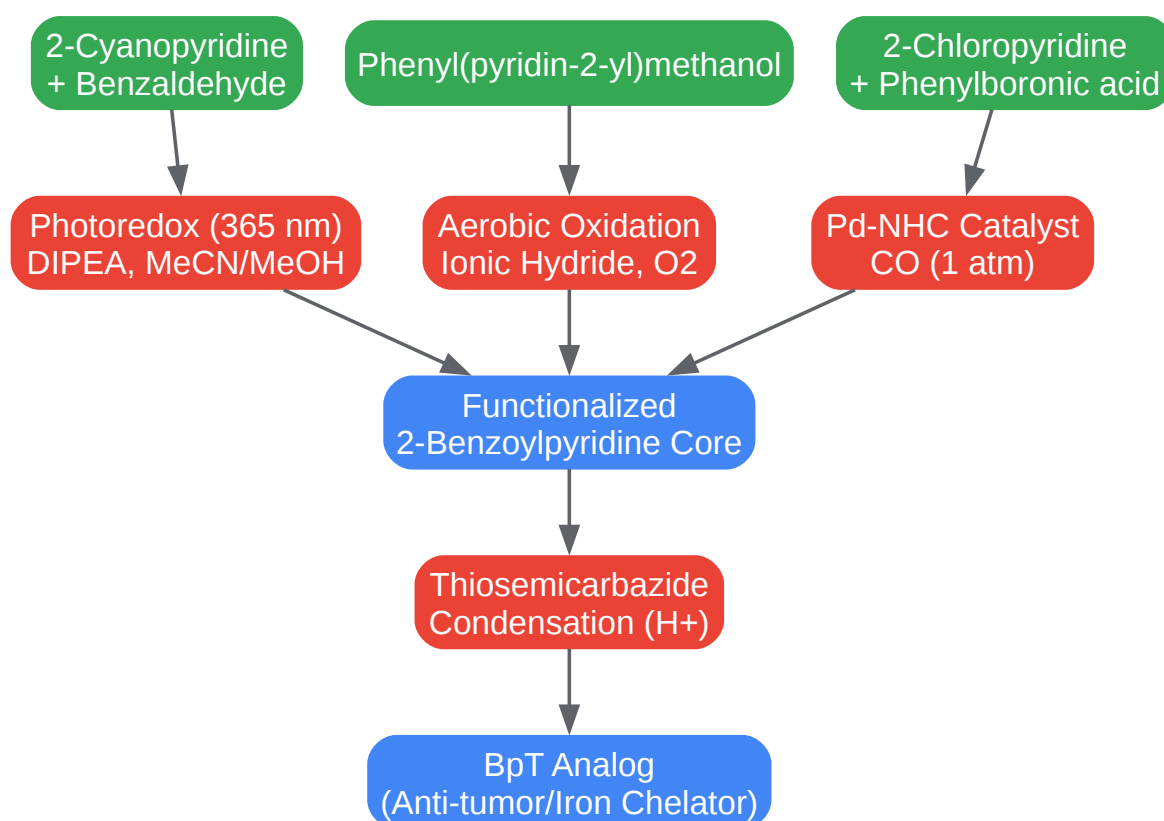 2-Cyanopyridine
+ Benzaldehyde
Phenyl(pyridin-2-yl)methanol
2-Chloropyridine
+ Phenylboronic acid
Photoredox (365 nm)
DIPEA, MeCN/MeOH
Aerobic Oxidation
Ionic Hydride, O2
Pd-NHC Catalyst
CO (1 atm)
Functionalized
2-Benzoylpyridine Core
Thiosemicarbazide
Condensation (H+)
BpT Analog
(Anti-tumor/Iron Chelator)